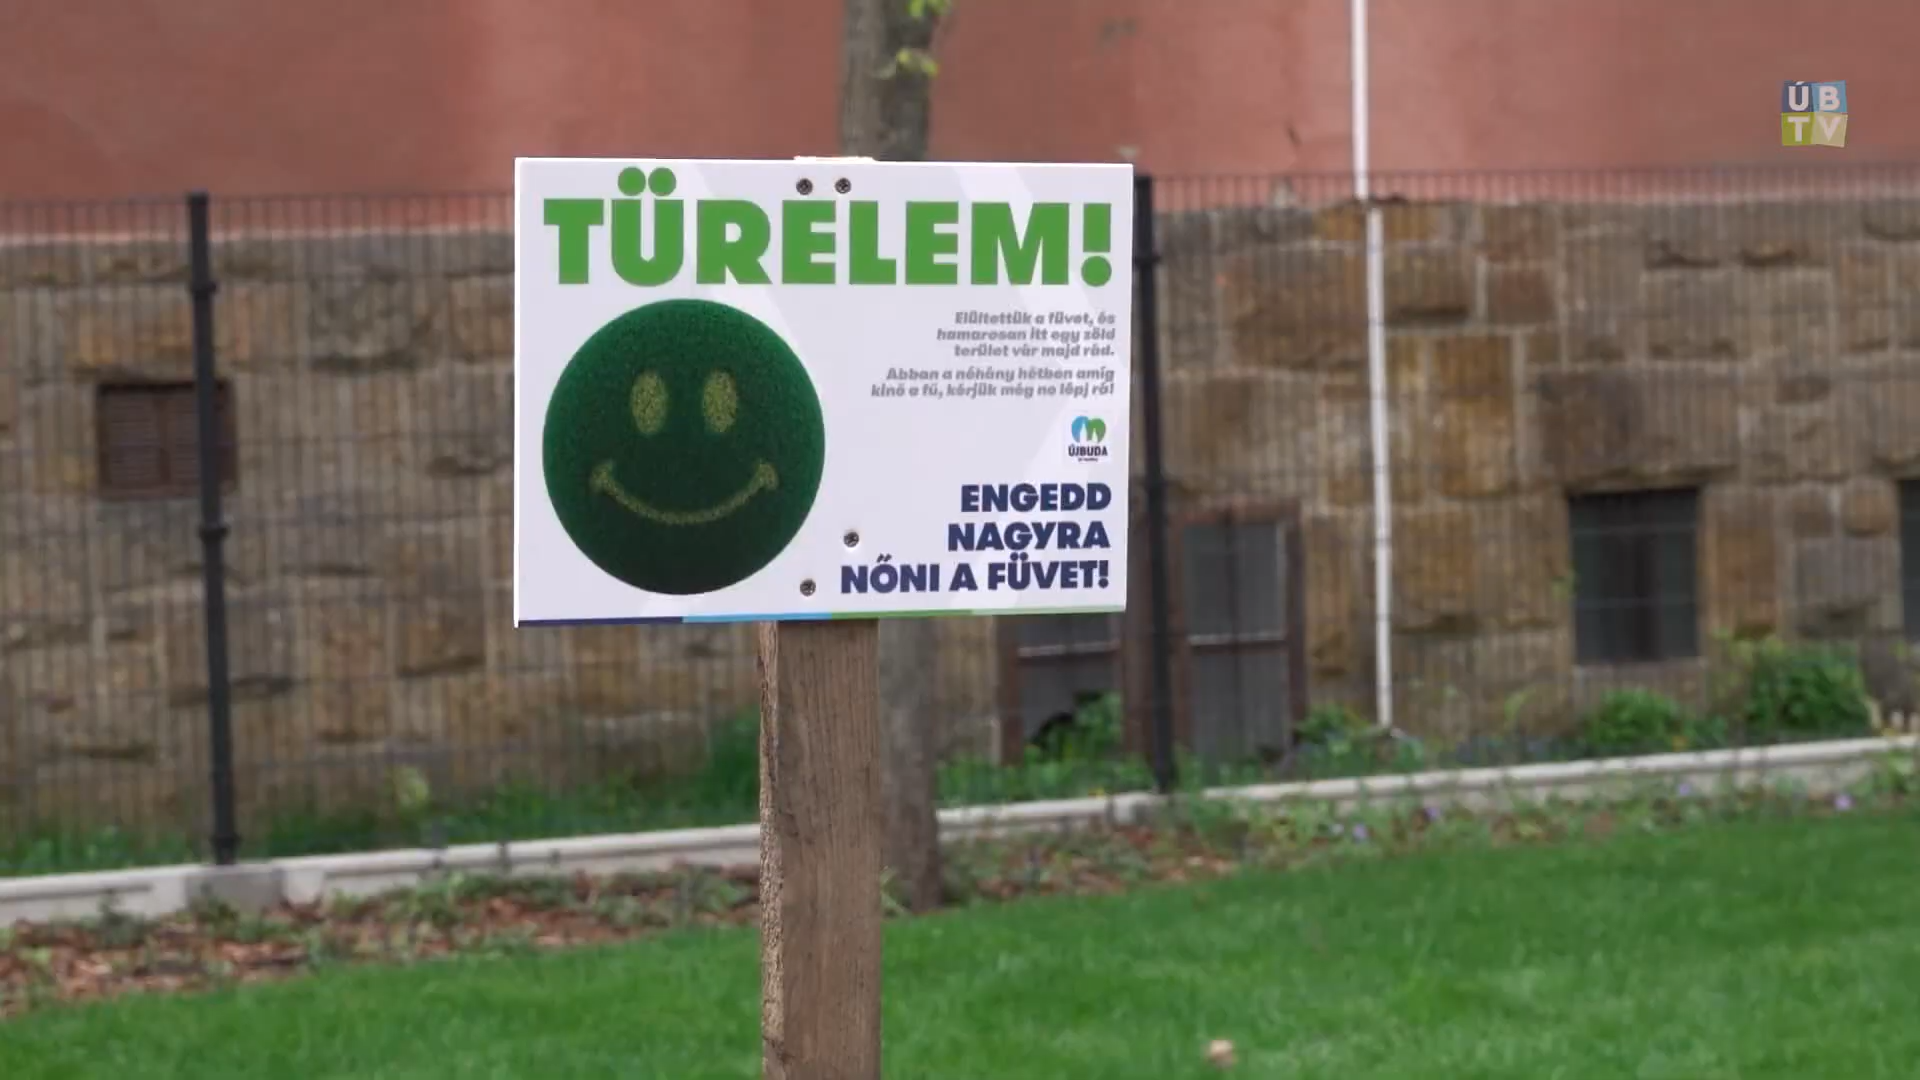 ÚB
TV
TÜRELEM!
Elültettük a füvet, és
hamarosan itt egy zöld
terület vár majd rád.
Abban a néhány hétben amíg
kinő a fű, kérjük még ne lépj rá!
ÚJBUDA
ENGEDD
NAGYRA
NŐNI A FÜVET!